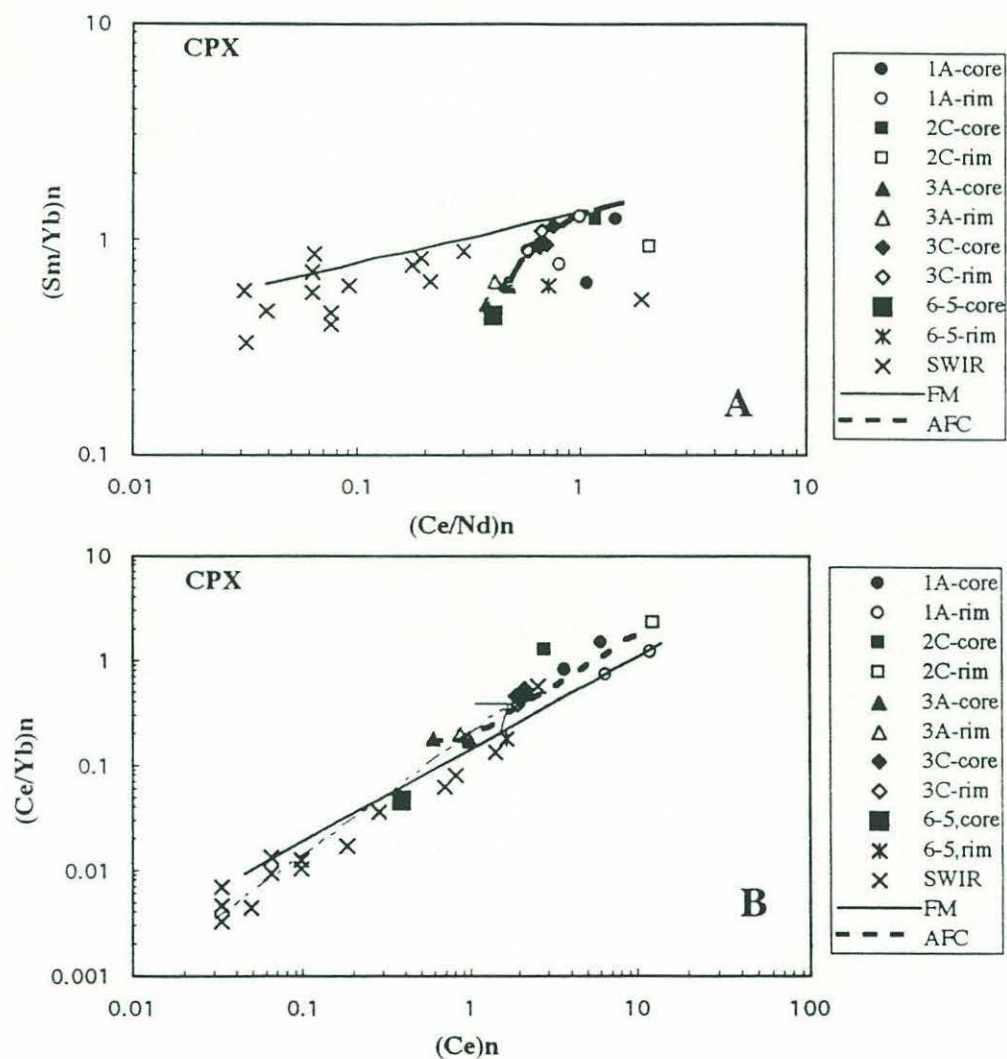 10
CPX
1
0.1
(Sm/Yb)n
A
0.01 0.1 1 10
(Ce/Nd)n
1A-core
1A-rim
2C-core
2C-rim
3A-core
3A-rim
3C-core
3C-rim
6-5-core
6-5-rim
SWIR
FM
AFC
10
CPX
1
0.1
0.01
0.001
(Ce/Yb)n
B
0.01 0.1 1 10 100
(Ce)n
1A-core
1A-rim
2C-core
2C-rim
3A-core
3A-rim
3C-core
3C-rim
6-5,core
6-5,rim
SWIR
FM
AFC